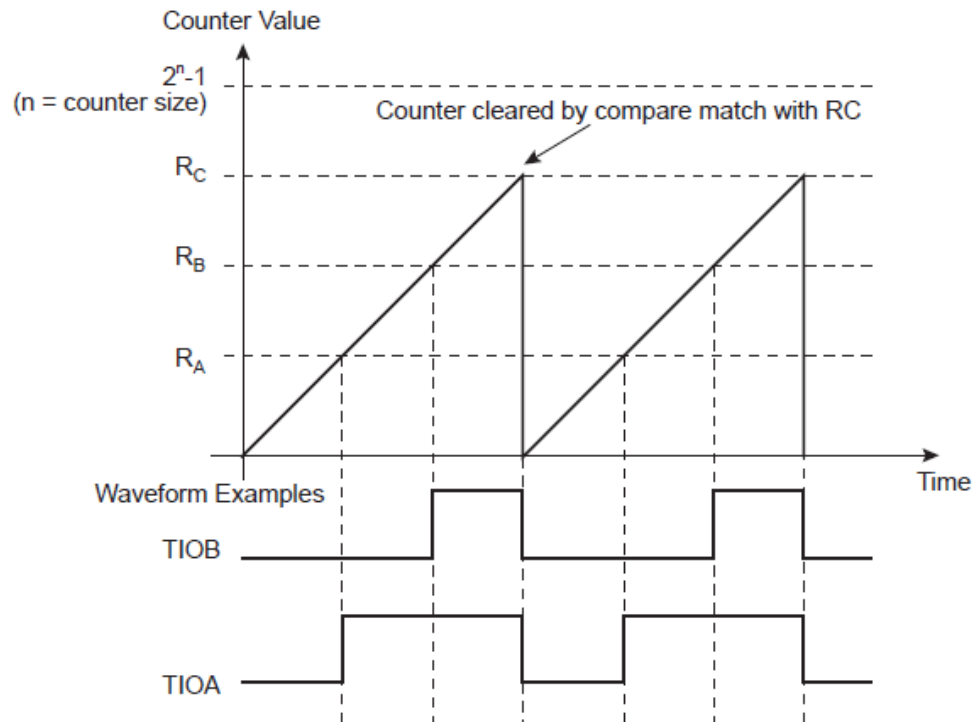 Counter Value
2ⁿ-1
(n = counter size)
Counter cleared by compare match with RC
R_C
R_B
R_A
Time
Waveform Examples
TIOB
TIOA